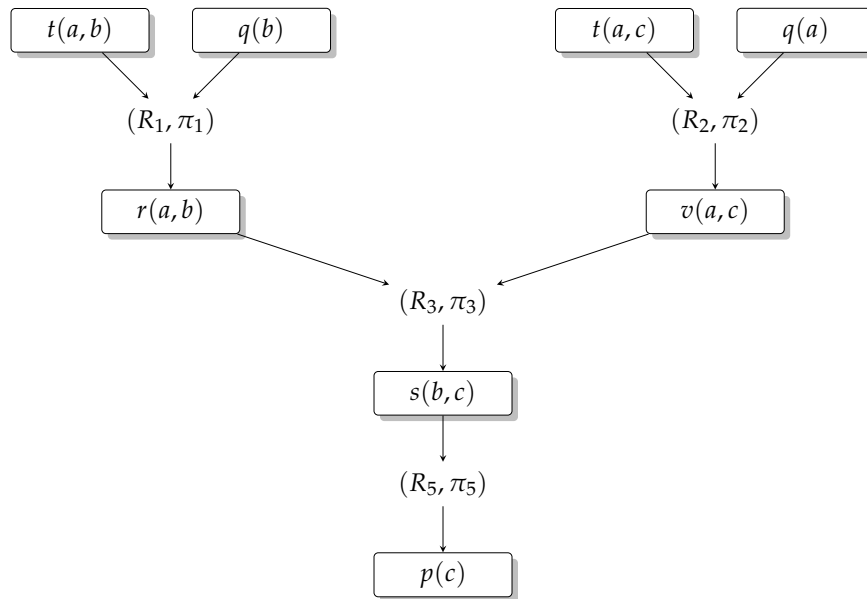 t(a, b) q(b) t(a, c) q(a)
(R₁, π₁) (R₂, π₂)
r(a, b) v(a, c)
(R₃, π₃)
s(b, c)
(R₅, π₅)
p(c)